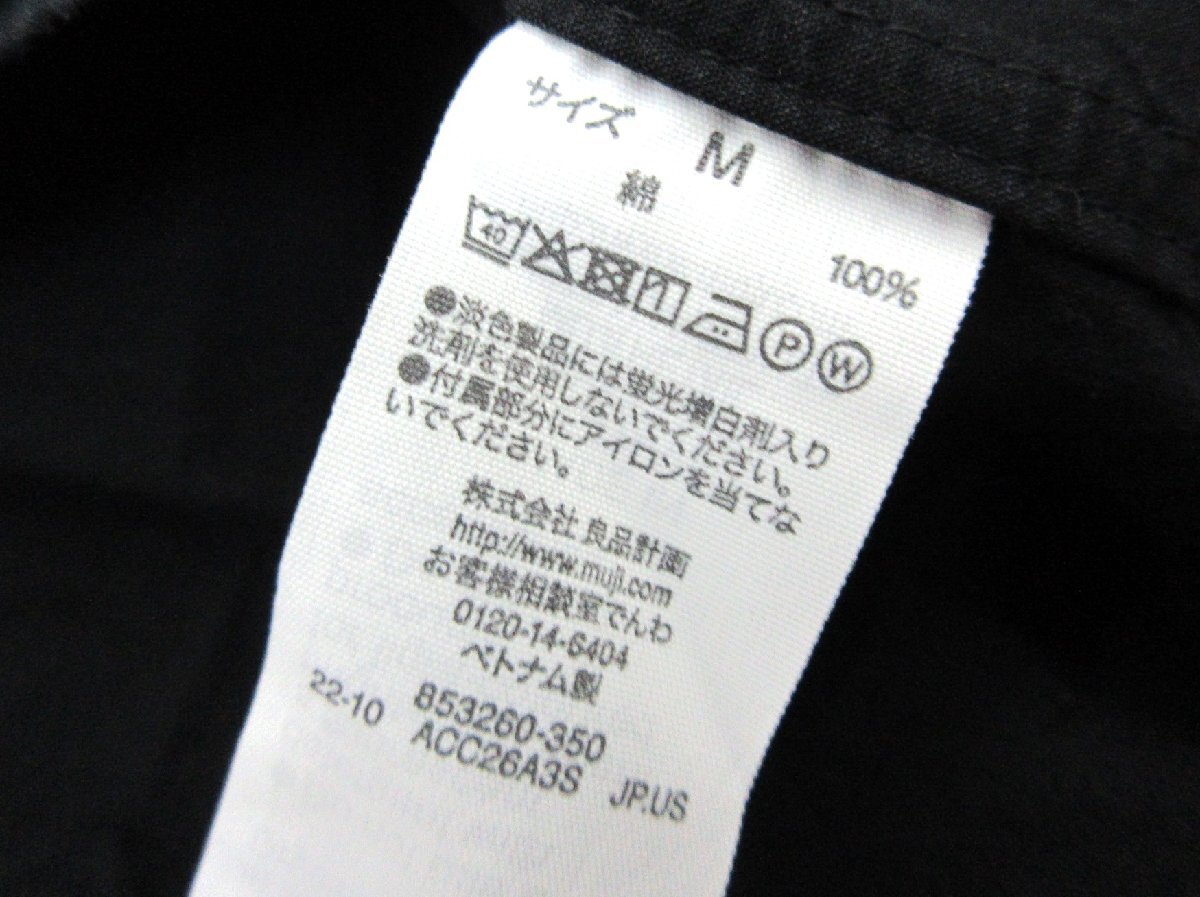 サイズ M
綿 100%
40 P W
●淡色製品には蛍光増白剤入り
洗剤を使用しないでください。
●付属部分にアイロンを当てな
いでください。
株式会社 良品計画
http://www.muji.com
お客様相談室でんわ
0120-14-6404
ベトナム製
22-10 853260-350
ACC26A3S JP.US